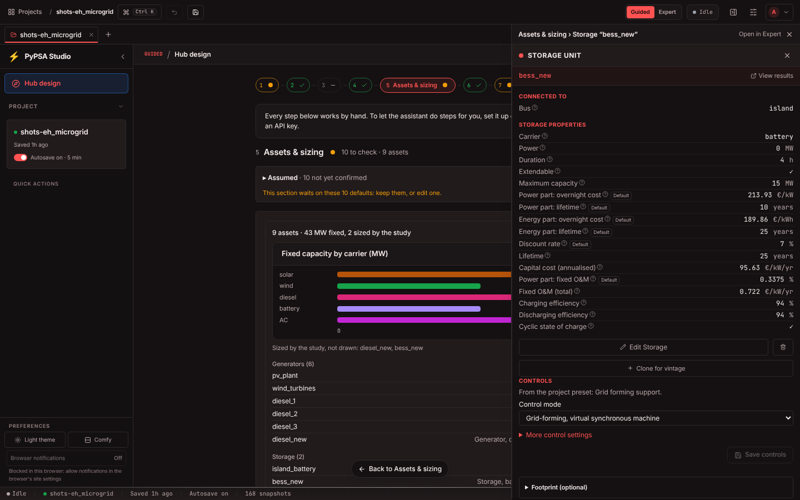 Projects / shots-eh_microgrid ⌘ Ctrl K Guided Expert Idle A
shots-eh_microgrid × +
PyPSA Studio
Hub design
PROJECT
shots-eh_microgrid
Saved 1h ago
Autosave on · 5 min
QUICK ACTIONS
PREFERENCES
Light theme Comfy
Browser notifications Off
Blocked in this browser: allow notifications in the
browser's site settings
GUIDED / Hub design
1 2 ✓ 3 — 4 ✓ 5 Assets & sizing 6 ✓ 7
Every step below works by hand. To let the assistant do steps for you, set it up
an API key.
5 Assets & sizing 10 to check · 9 assets
▸ Assumed · 10 not yet confirmed
This section waits on these 10 defaults: keep them, or edit one.
9 assets · 43 MW fixed, 2 sized by the study
Fixed capacity by carrier (MW)
solar
wind
diesel
battery
AC
0
Sized by the study, not drawn: diesel_new, bess_new
Generators (6)
pv_plant
wind_turbines
diesel_1
diesel_2
diesel_3
diesel_new Generator,
Storage (2)
island_battery
bess_new Storage,
← Back to Assets & sizing
Assets & sizing › Storage “bess_new” Open in Expert ×
STORAGE UNIT ×
bess_new View results
CONNECTED TO
Bus island
STORAGE PROPERTIES
Carrier battery
Power 0 MW
Duration 4 h
Extendable ✓
Maximum capacity 15 MW
Power part: overnight cost Default 213.93 €/kW
Power part: lifetime Default 10 years
Energy part: overnight cost Default 189.86 €/kWh
Energy part: lifetime Default 25 years
Discount rate Default 7 %
Lifetime 25 years
Capital cost (annualised) 95.63 €/kW/yr
Power part: fixed O&M Default 0.3375 %
Fixed O&M (total) 0.722 €/kW/yr
Charging efficiency 94 %
Discharging efficiency 94 %
Cyclic state of charge ✓
Edit Storage
+ Clone for vintage
CONTROLS
From the project preset: Grid forming support.
Control mode
Grid-forming, virtual synchronous machine
▸ More control settings
Save controls
▸ Footprint (optional)
Idle shots-eh_microgrid · Saved 1h ago · Autosave on · 168 snapshots